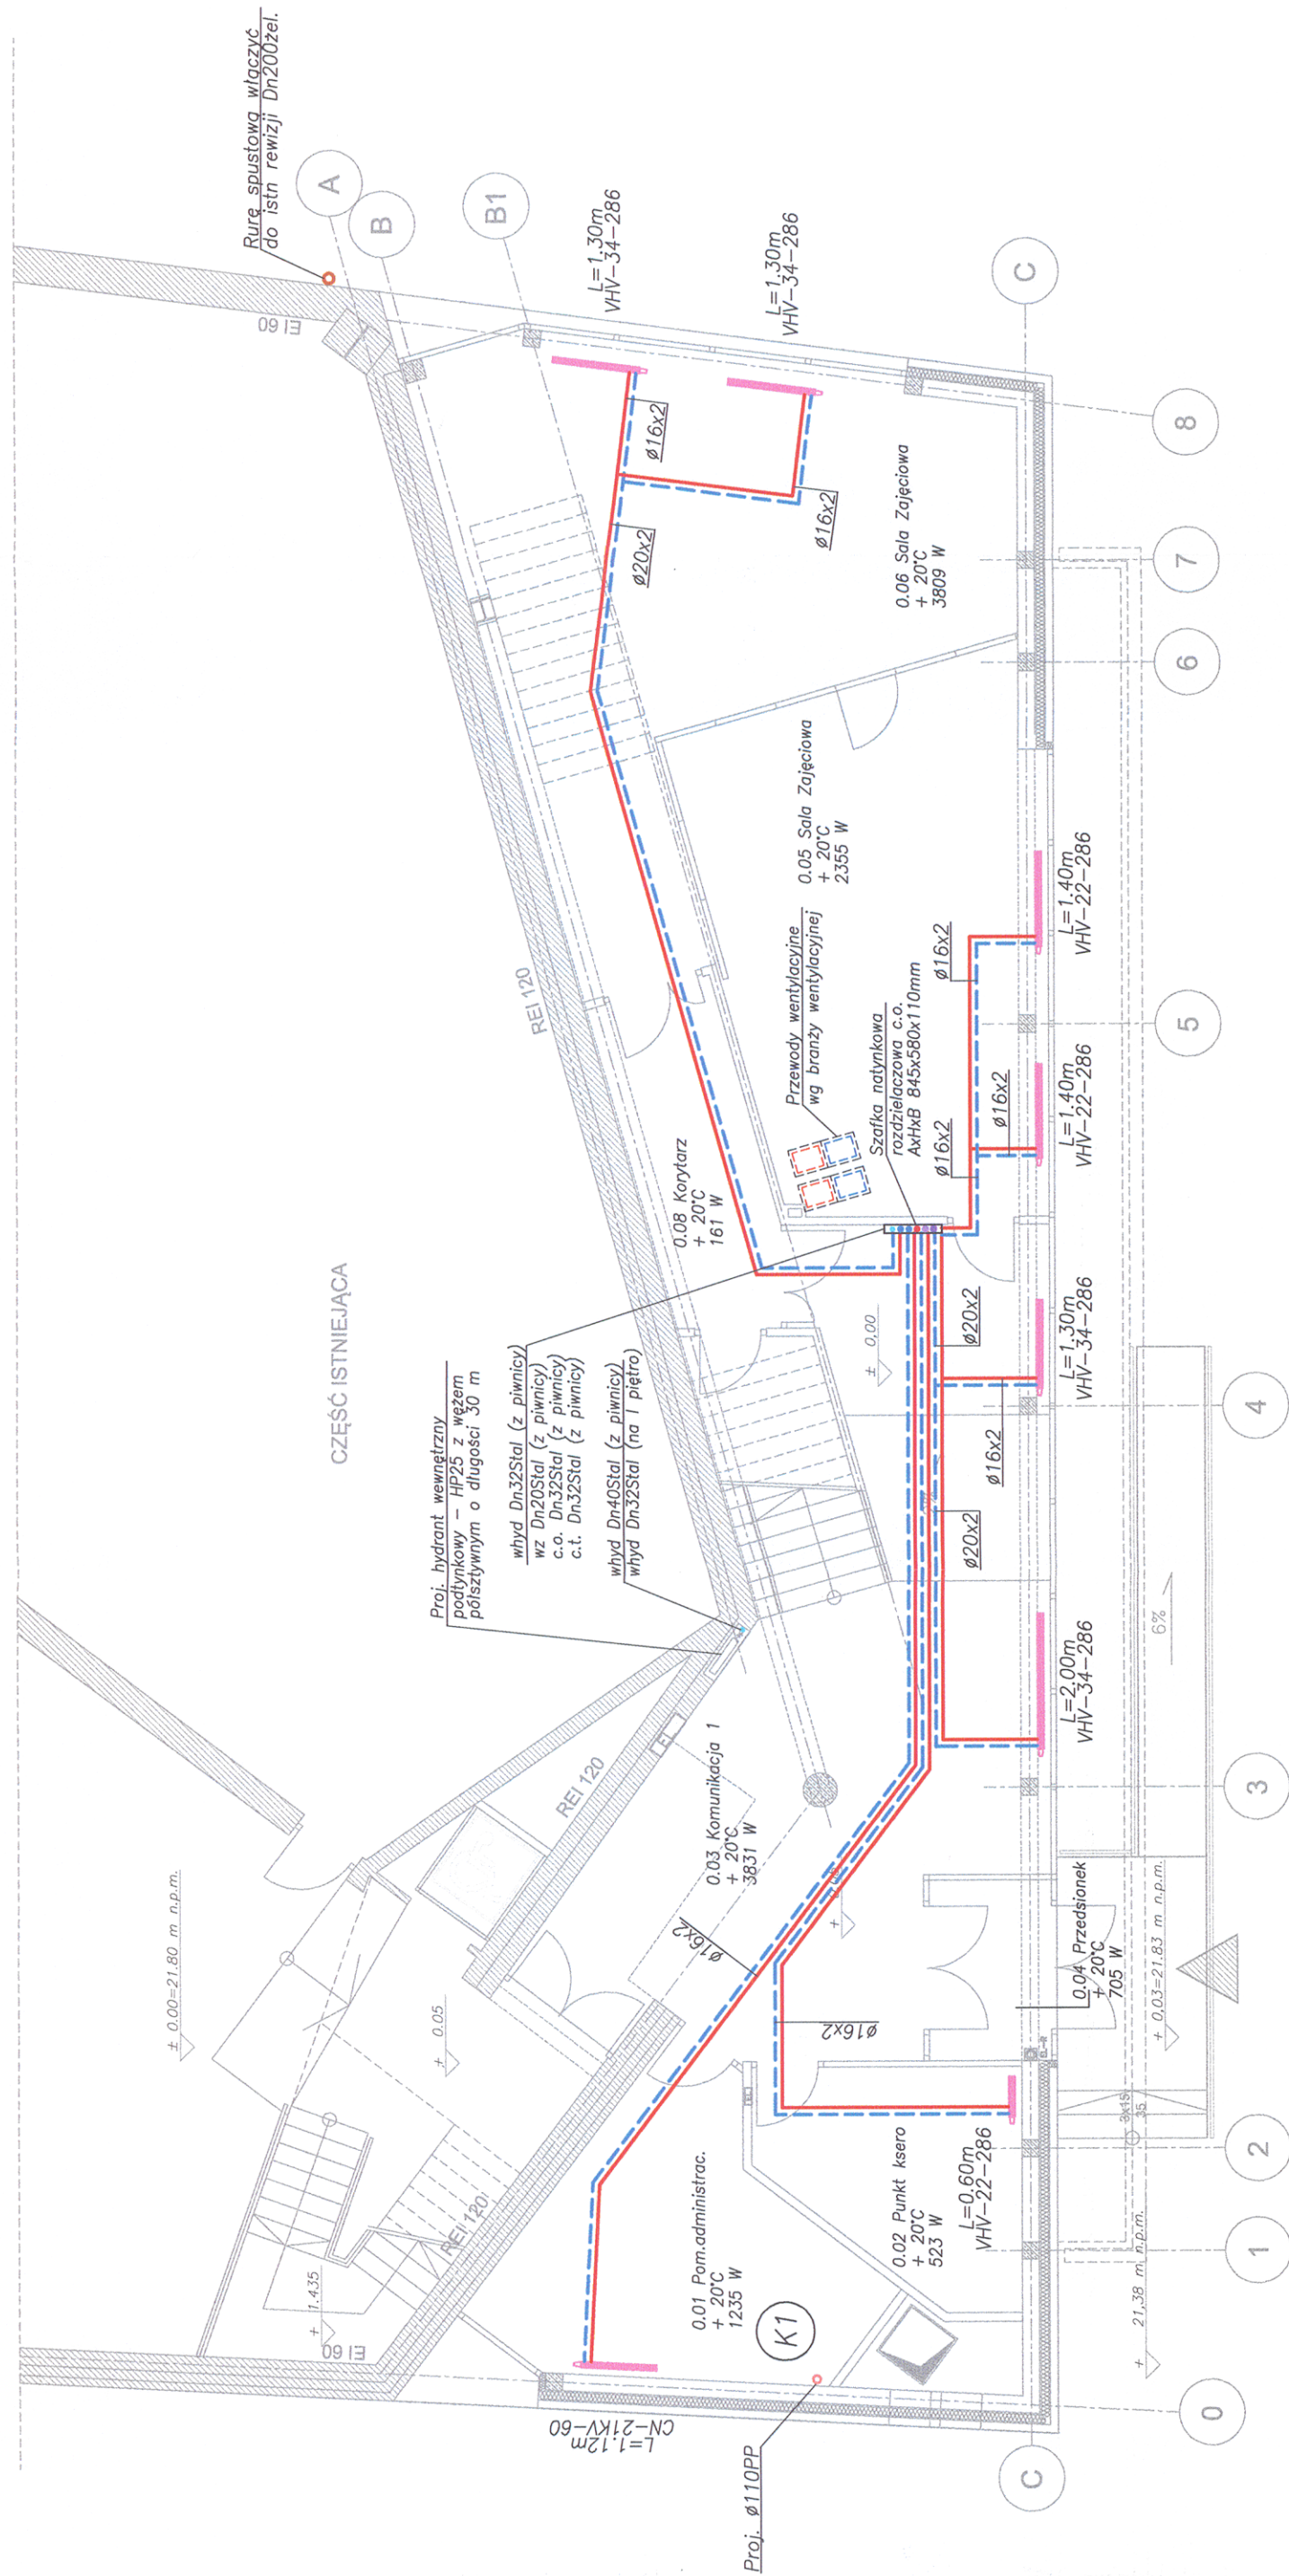 Rurę spustową włączyć
do istn rewizji Dn200żel.
A
B
B1
C
EI 60
L=1.30m
VHV-34-286
L=1.30m
VHV-34-286
ø16x2
ø16x2
ø20x2
8
7
6
5
4
3
2
1
0
C
0.06 Sala Zajęciowa
+ 20°C
3809 W
0.05 Sala Zajęciowa
+ 20°C
2355 W
REI 120
Przewody wentylacyjne
wg branży wentylacyjnej
Szafka natynkowa
rozdzielaczowa c.o.
AxHxB 845x580x110mm
ø16x2
ø16x2
ø16x2
L=1.40m
VHV-22-286
L=1.40m
VHV-22-286
0.08 Korytarz
+ 20°C
161 W
CZĘŚĆ ISTNIEJĄCA
Proj. hydrant wewnętrzny
podtynkowy – HP25 z wężem
półsztywnym o długości 30 m
whyd Dn32Stal (z piwnicy)
wz Dn20Stal (z piwnicy)
c.o. Dn32Stal (z piwnicy)
c.t. Dn32Stal (z piwnicy)
whyd Dn40Stal (z piwnicy)
whyd Dn32Stal (na I piętro)
± 0,00
ø20x2
L=1.30m
VHV-34-286
ø16x2
ø20x2
L=2.00m
VHV-34-286
6%
EL
REI 120
0.03 Komunikacja 1
+ 20°C
3831 W
ø16x2
ø16x2
0.04 Przedsionek
+ 20°C
705 W
+ 0,03=21.83 m n.p.m.
± 0.00=21.80 m n.p.m.
± 0.05
REI 120
+ 1.435
EI 60
0.01 Pom.administrac.
+ 20°C
1235 W
K1
0.02 Punkt ksero
+ 20°C
523 W
L=0.60m
VHV-22-286
3x15
35
+ 21,38 m n.p.m.
L=1.12m
CN-21KV-60
Proj. ø110PP